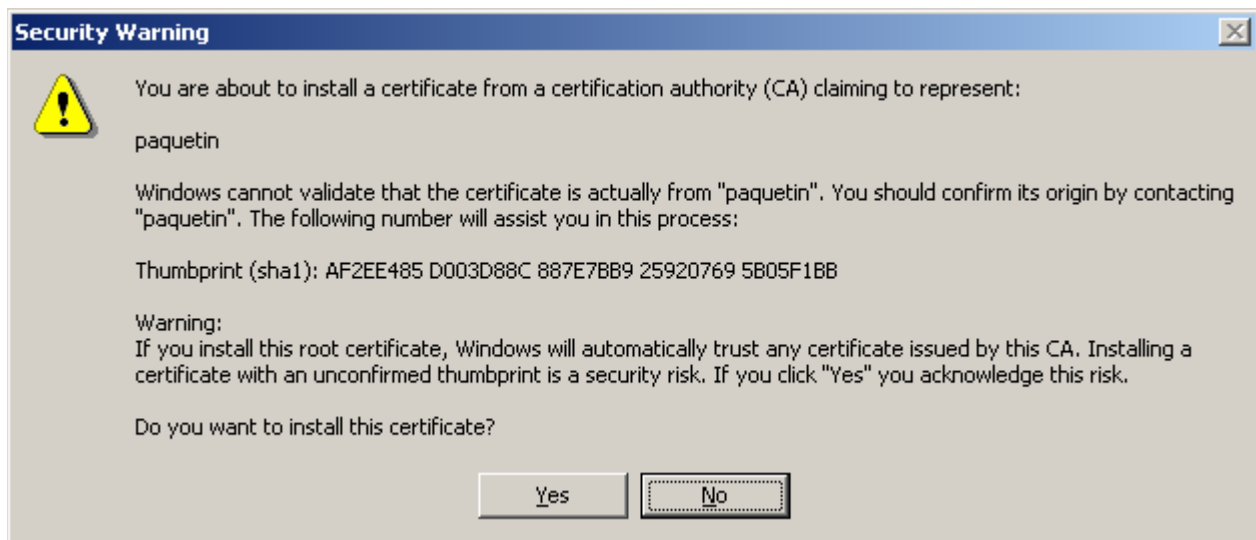 Security Warning
You are about to install a certificate from a certification authority (CA) claiming to represent:
paquetin
Windows cannot validate that the certificate is actually from "paquetin". You should confirm its origin by contacting
"paquetin". The following number will assist you in this process:
Thumbprint (sha1): AF2EE485 D003D88C 887E7BB9 25920769 5B05F1BB
Warning:
If you install this root certificate, Windows will automatically trust any certificate issued by this CA. Installing a
certificate with an unconfirmed thumbprint is a security risk. If you click "Yes" you acknowledge this risk.
Do you want to install this certificate?
Yes No